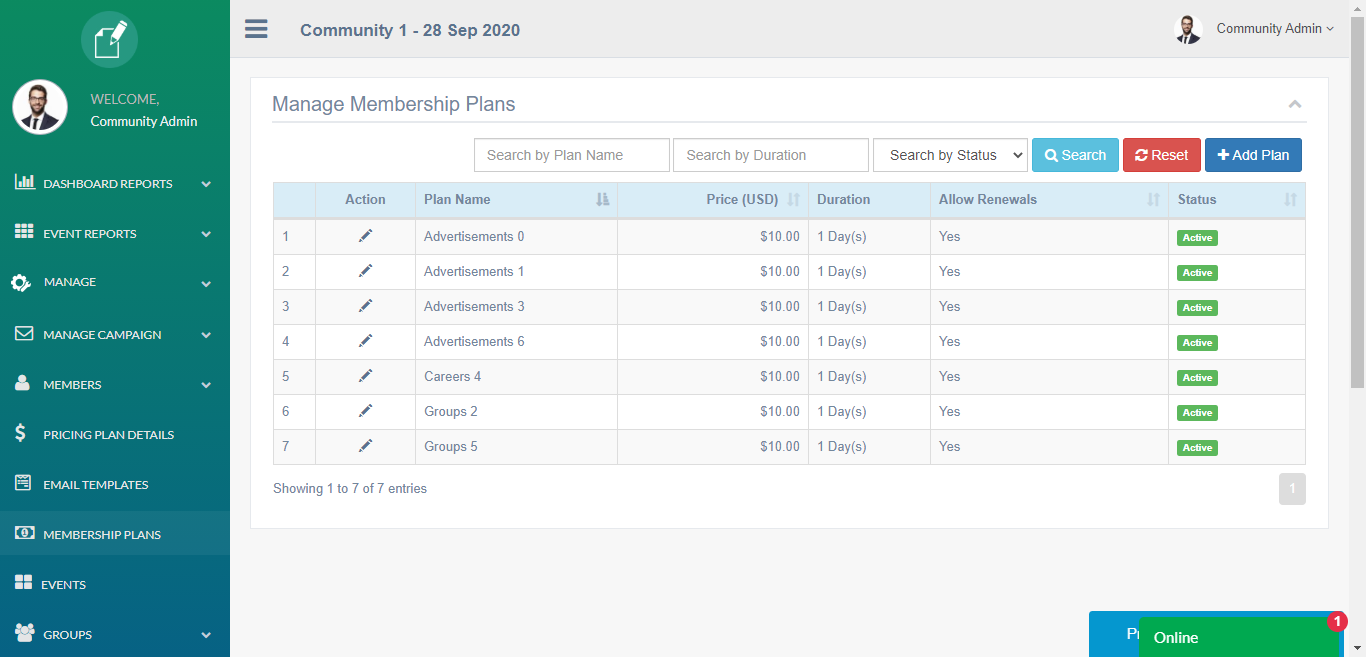 Community 1 - 28 Sep 2020
Community Admin
WELCOME,
Community Admin
DASHBOARD REPORTS
EVENT REPORTS
MANAGE
MANAGE CAMPAIGN
MEMBERS
PRICING PLAN DETAILS
EMAIL TEMPLATES
MEMBERSHIP PLANS
EVENTS
GROUPS
Manage Membership Plans
Search by Plan Name Search by Duration Search by Status Search Reset Add Plan
Action Plan Name Price (USD) Duration Allow Renewals Status
1 Advertisements 0 $10.00 1 Day(s) Yes Active
2 Advertisements 1 $10.00 1 Day(s) Yes Active
3 Advertisements 3 $10.00 1 Day(s) Yes Active
4 Advertisements 6 $10.00 1 Day(s) Yes Active
5 Careers 4 $10.00 1 Day(s) Yes Active
6 Groups 2 $10.00 1 Day(s) Yes Active
7 Groups 5 $10.00 1 Day(s) Yes Active
Showing 1 to 7 of 7 entries
1
Online
1